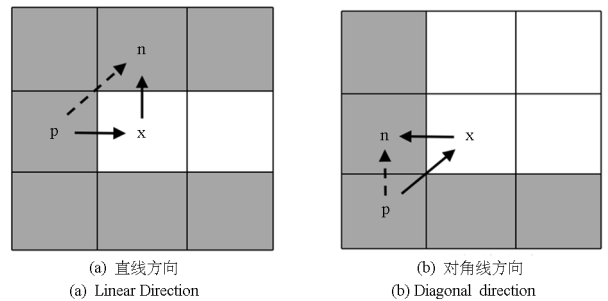 n
p
x
n
x
p
(a) 直线方向
(b) 对角线方向
(a) Linear Direction
(b) Diagonal direction